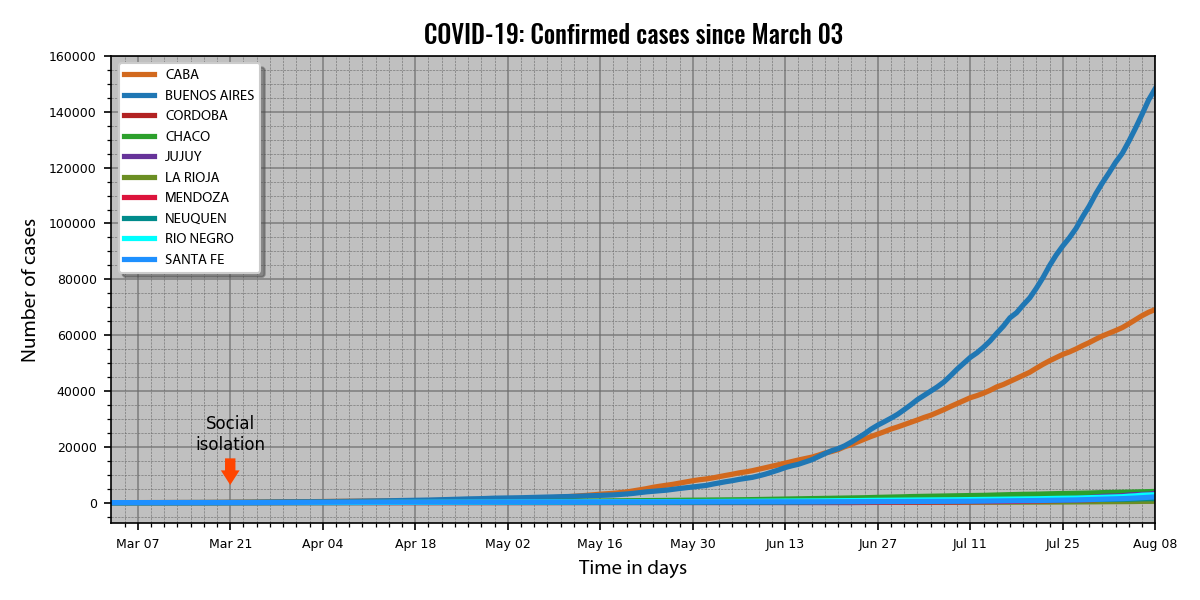 COVID-19: Confirmed cases since March 03
160000
140000
120000
100000
80000
60000
40000
20000
0
Number of cases
CABA
BUENOS AIRES
CORDOBA
CHACO
JUJUY
LA RIOJA
MENDOZA
NEUQUEN
RIO NEGRO
SANTA FE
Social
isolation
Mar 07 Mar 21 Apr 04 Apr 18 May 02 May 16 May 30 Jun 13 Jun 27 Jul 11 Jul 25 Aug 08
Time in days